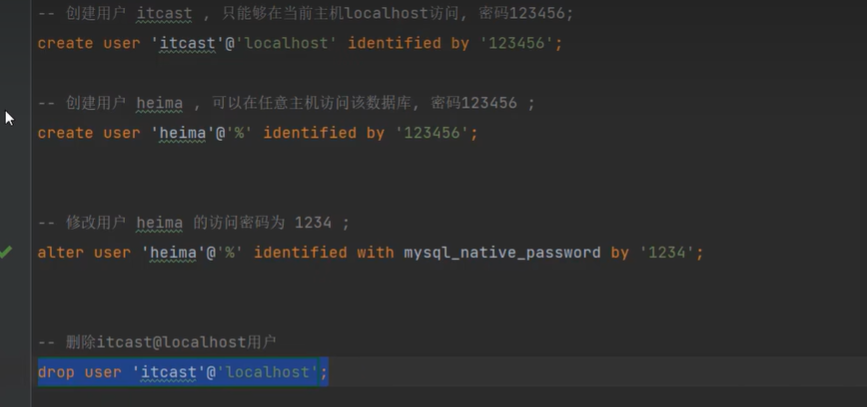 -- 创建用户 itcast , 只能够在当前主机localhost访问, 密码123456;
create user 'itcast'@'localhost' identified by '123456';
-- 创建用户 heima , 可以在任意主机访问该数据库, 密码123456 ;
create user 'heima'@'%' identified by '123456';
-- 修改用户 heima 的访问密码为 1234 ;
alter user 'heima'@'%' identified with mysql_native_password by '1234';
-- 删除itcast@localhost用户
drop user 'itcast'@'localhost';